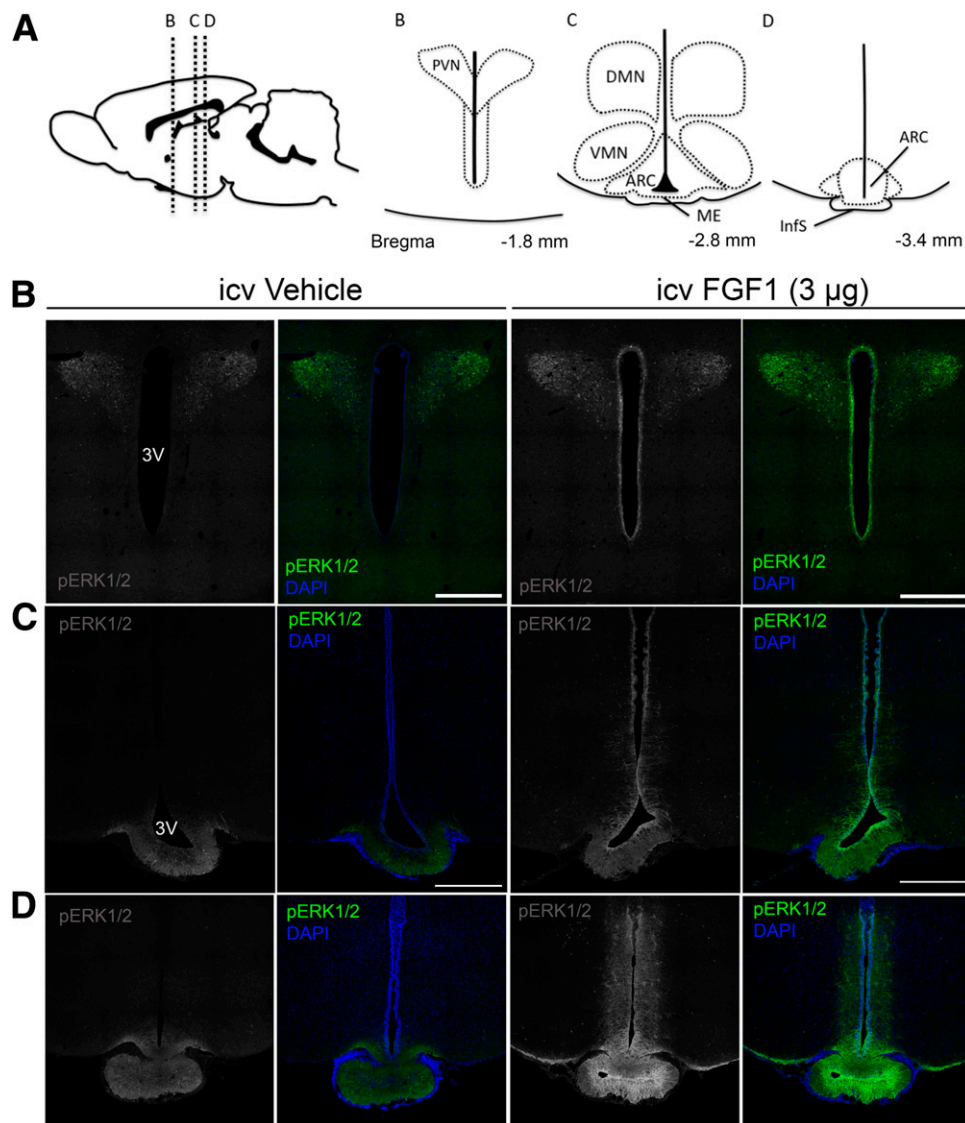 A
B C D
B
PVN
Bregma -1.8 mm
C
DMN
VMN
ARC
ME
-2.8 mm
D
ARC
InfS
-3.4 mm
B
icv Vehicle
icv FGF1 (3 µg)
3V
pERK1/2
pERK1/2
DAPI
pERK1/2
pERK1/2
DAPI
C
pERK1/2
3V
pERK1/2
DAPI
pERK1/2
pERK1/2
DAPI
D
pERK1/2
pERK1/2
DAPI
pERK1/2
pERK1/2
DAPI